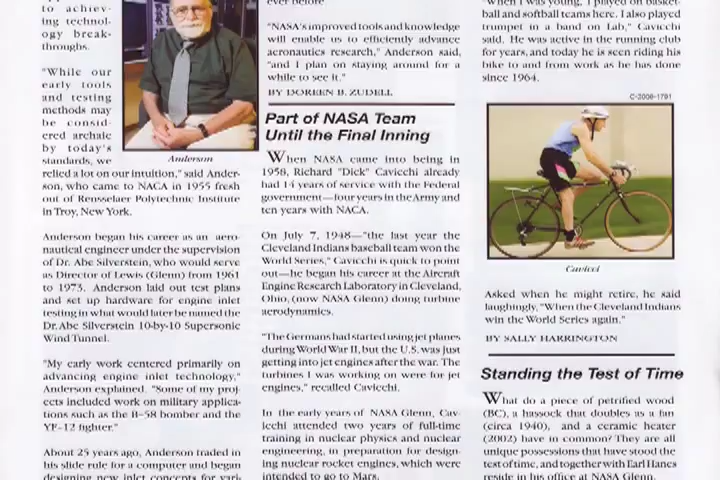 to achiev-
ing technol-
ogy break-
throughs.
"While our
early tools
and testing
methods may
be consid-
ered archaic
by today's
standards, we
relied a lot on our intuition," said Ander-
son, who came to NACA in 1955 fresh
out of Rensselaer Polytechnic Institute
in Troy, New York.
Anderson began his career as an aero-
nautical engineer under the supervision
of Dr. Abe Silverstein, who would serve
as Director of Lewis (Glenn) from 1961
to 1973. Anderson laid out test plans
and set up hardware for engine inlet
testing in what would later be named the
Dr. Abe Silverstein 10-by-10 Supersonic
Wind Tunnel.
"My early work centered primarily on
advancing engine inlet technology,"
Anderson explained. "Some of my proj-
ects included work on military applica-
tions such as the B-58 bomber and the
YF-12 fighter."
About 25 years ago, Anderson traded in
his slide rule for a computer and began
designing new inlet concepts for vari-
Anderson
ever before
"NASA's improved tools and knowledge
will enable us to efficiently advance
aeronautics research," Anderson said,
"and I plan on staying around for a
while to see it."
BY DOREEN B. ZUDELL
Part of NASA Team
Until the Final Inning
When NASA came into being in
1958, Richard "Dick" Cavicchi already
had 14 years of service with the Federal
government—four years in the Army and
ten years with NACA.
On July 7, 1948—"the last year the
Cleveland Indians baseball team won the
World Series," Cavicchi is quick to point
out—he began his career at the Aircraft
Engine Research Laboratory in Cleveland,
Ohio, (now NASA Glenn) doing turbine
aerodynamics.
"The Germans had started using jet planes
during World War II, but the U.S. was just
getting into jet engines after the war. The
turbines I was working on were for jet
engines," recalled Cavicchi.
In the early years of NASA Glenn, Cav-
icchi attended two years of full-time
training in nuclear physics and nuclear
engineering, in preparation for design-
ing nuclear rocket engines, which were
intended to go to Mars.
"When I was young, I played on basket-
ball and softball teams here. I also played
trumpet in a band on Lab," Cavicchi
said. He was active in the running club
for years, and today he is seen riding his
bike to and from work as he has done
since 1964.
C-2008-1781
Cavicci
Asked when he might retire, he said
laughingly, "When the Cleveland Indians
win the World Series again."
BY SALLY HARRINGTON
Standing the Test of Time
What do a piece of petrified wood
(BC), a hassock that doubles as a fan
(circa 1940), and a ceramic heater
(2002) have in common? They are all
unique possessions that have stood the
test of time, and together with Earl Hanes
reside in his office at NASA Glenn.